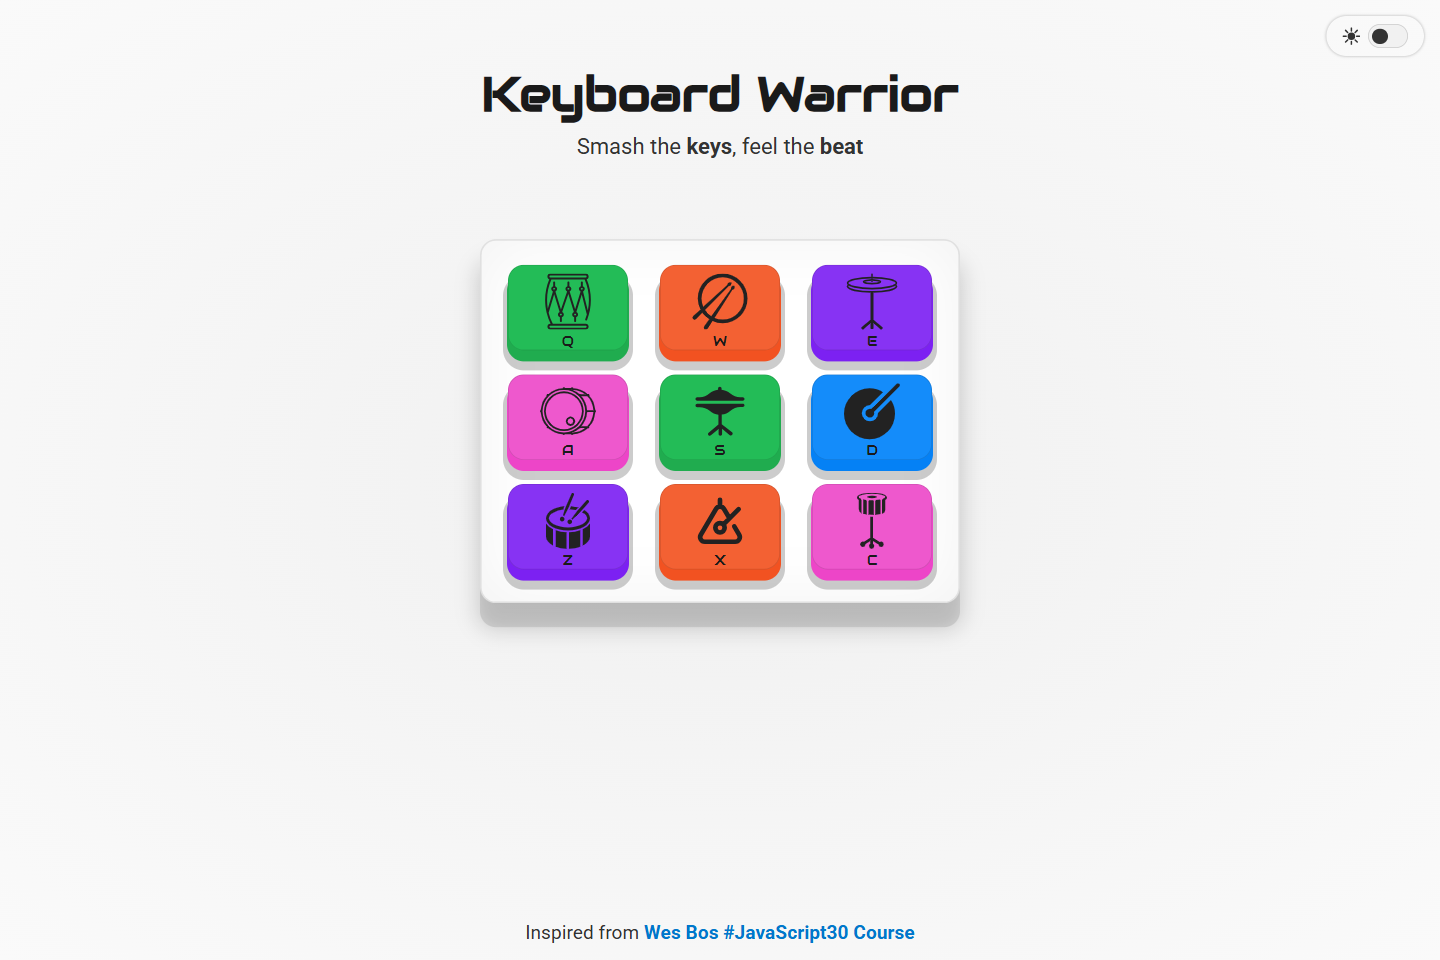 Keyboard Warrior
Smash the keys, feel the beat
Q W E
A S D
Z X C
Inspired from Wes Bos #JavaScript30 Course